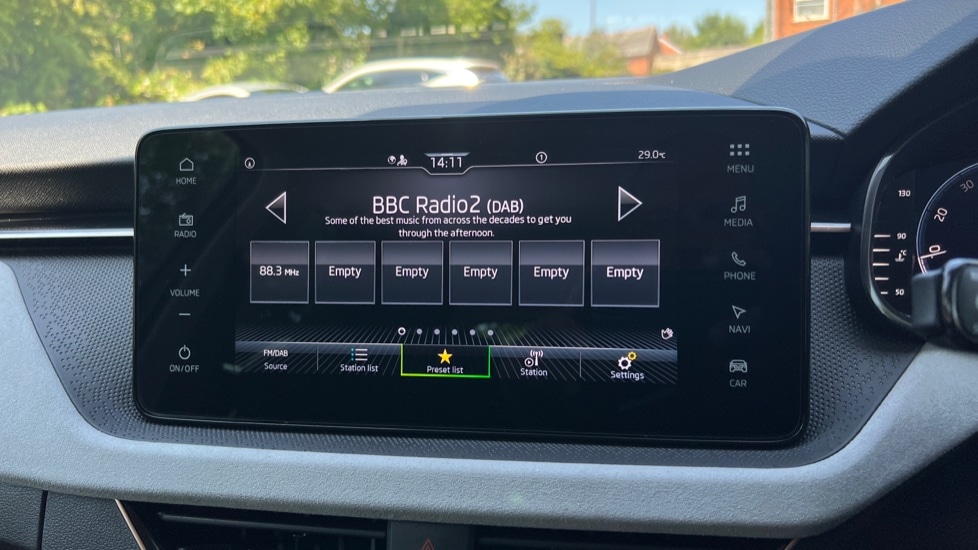 14:11
29.0°C
HOME
RADIO
VOLUME
ON/OFF
BBC Radio2 (DAB)
Some of the best music from across the decades to get you
through the afternoon.
88.3 MHz
Empty
Empty
Empty
Empty
Empty
FM/DAB
Source
Station list
Preset list
Station
Settings
MENU
MEDIA
PHONE
NAVI
CAR
130
90
°C
50
30
20
10